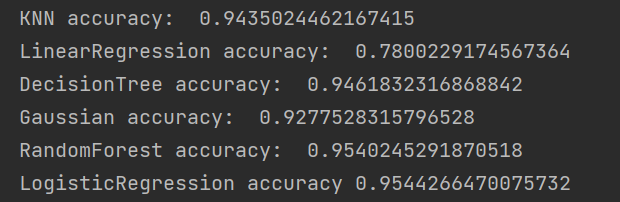 KNN accuracy:  0.9435024462167415
LinearRegression accuracy:  0.7800229174567364
DecisionTree accuracy:  0.9461832316868842
Gaussian accuracy:  0.9277528315796528
RandomForest accuracy:  0.9540245291870518
LogisticRegression accuracy 0.9544266470075732